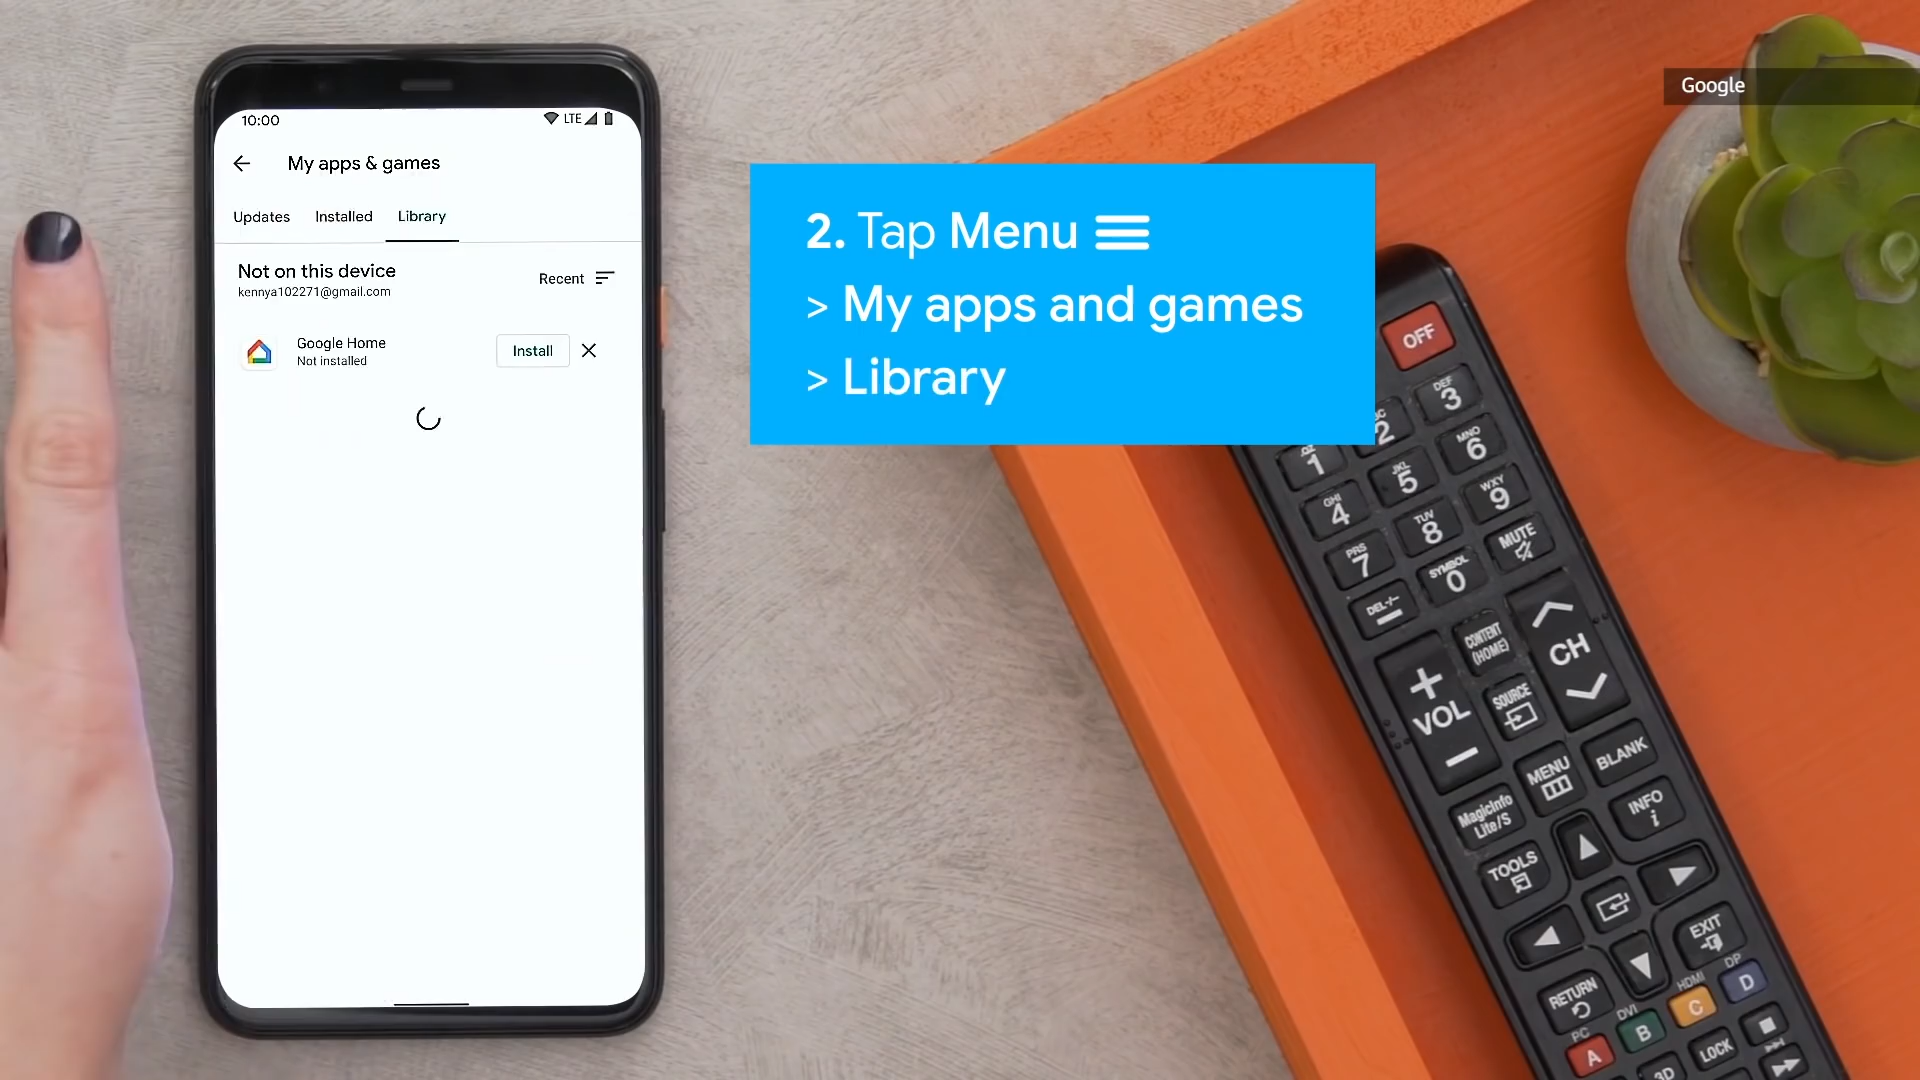 Google
10:00
LTE
My apps & games
Updates Installed Library
Not on this device
kennya102271@gmail.com
Recent
Google Home
Not installed
Install
2. Tap Menu
> My apps and games
> Library
OFF
DEF
3
2
1
MNO
6
JKL
5
GHI
4
WXY
9
TUV
8
PRS
7
MUTE
SYMBOL
0
DEL-/--
CONTENT
(HOME)
CH
VOL
SOURCE
BLANK
MENU
INFO
i
MagicInfo
Lite/S
TOOLS
EXIT
RETURN
DP
D
HDMI
C
DVI
B
PC
A
LOCK
3D